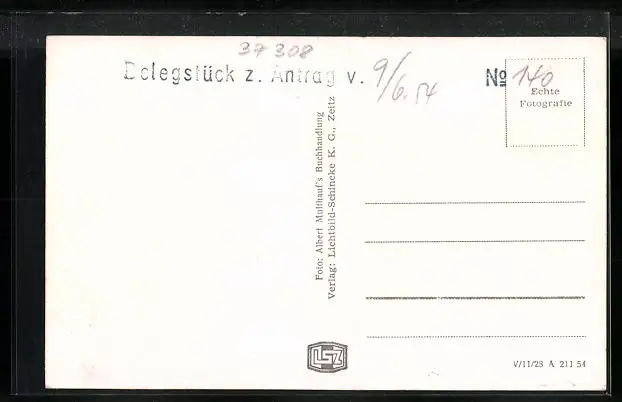 37 308
Belegstück z. Antrag v. 9/6. 54
№ 140
Echte
Fotografie
Foto: Albert Multhauf's Buchhandlung
Verlag: Lichtbild-Schincke K. G., Zeitz
LSZ
V/11/28 A 211 54